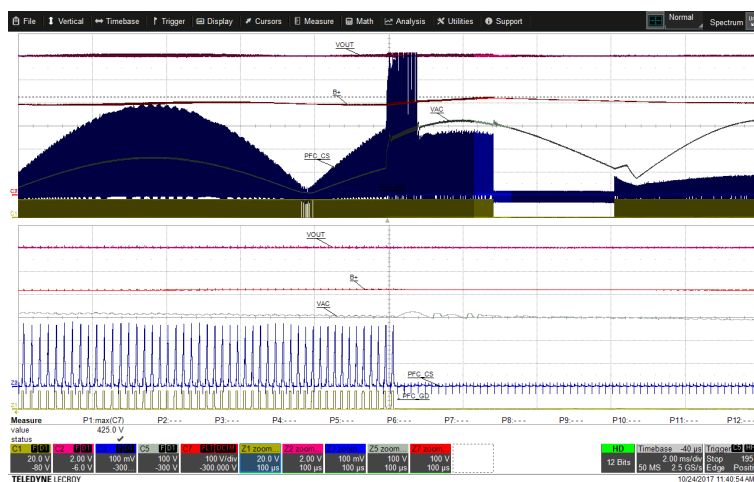 File Vertical Timebase Trigger Display Cursors Measure Math Analysis Utilities Support Normal Spectrum
VOUT
B+
VAC
PFC_CS
VOUT
B+
VAC
PFC_CS
PFC_GD
Measure P1:max(C7) P2:- - - P3:- - - P4:- - - P5:- - - P6:- - - P7:- - - P8:- - - P9:- - - P10:- - - P11:- - - P12:- - -
value 425.0 V
status
C1 C2 C5 C7 Z1 zoom... Z2 zoom... Z3 zoom... Z5 zoom... Z7 zoom... HD Timebase -40 µs Trigger
20.0 V 2.00 V 100 mV 100 V 100 V/div 20.0 V 2.00 V 100 mV 100 V 100 V 12 Bits 2.00 ms/div Stop 195
-80 V -6.0 V -300... -300... -300.000 V 100 µs 100 µs 100 µs 100 µs 100 µs 50 MS 2.5 GS/s Edge Positi
TELEDYNE LECROY 10/24/2017 11:40:54 AM